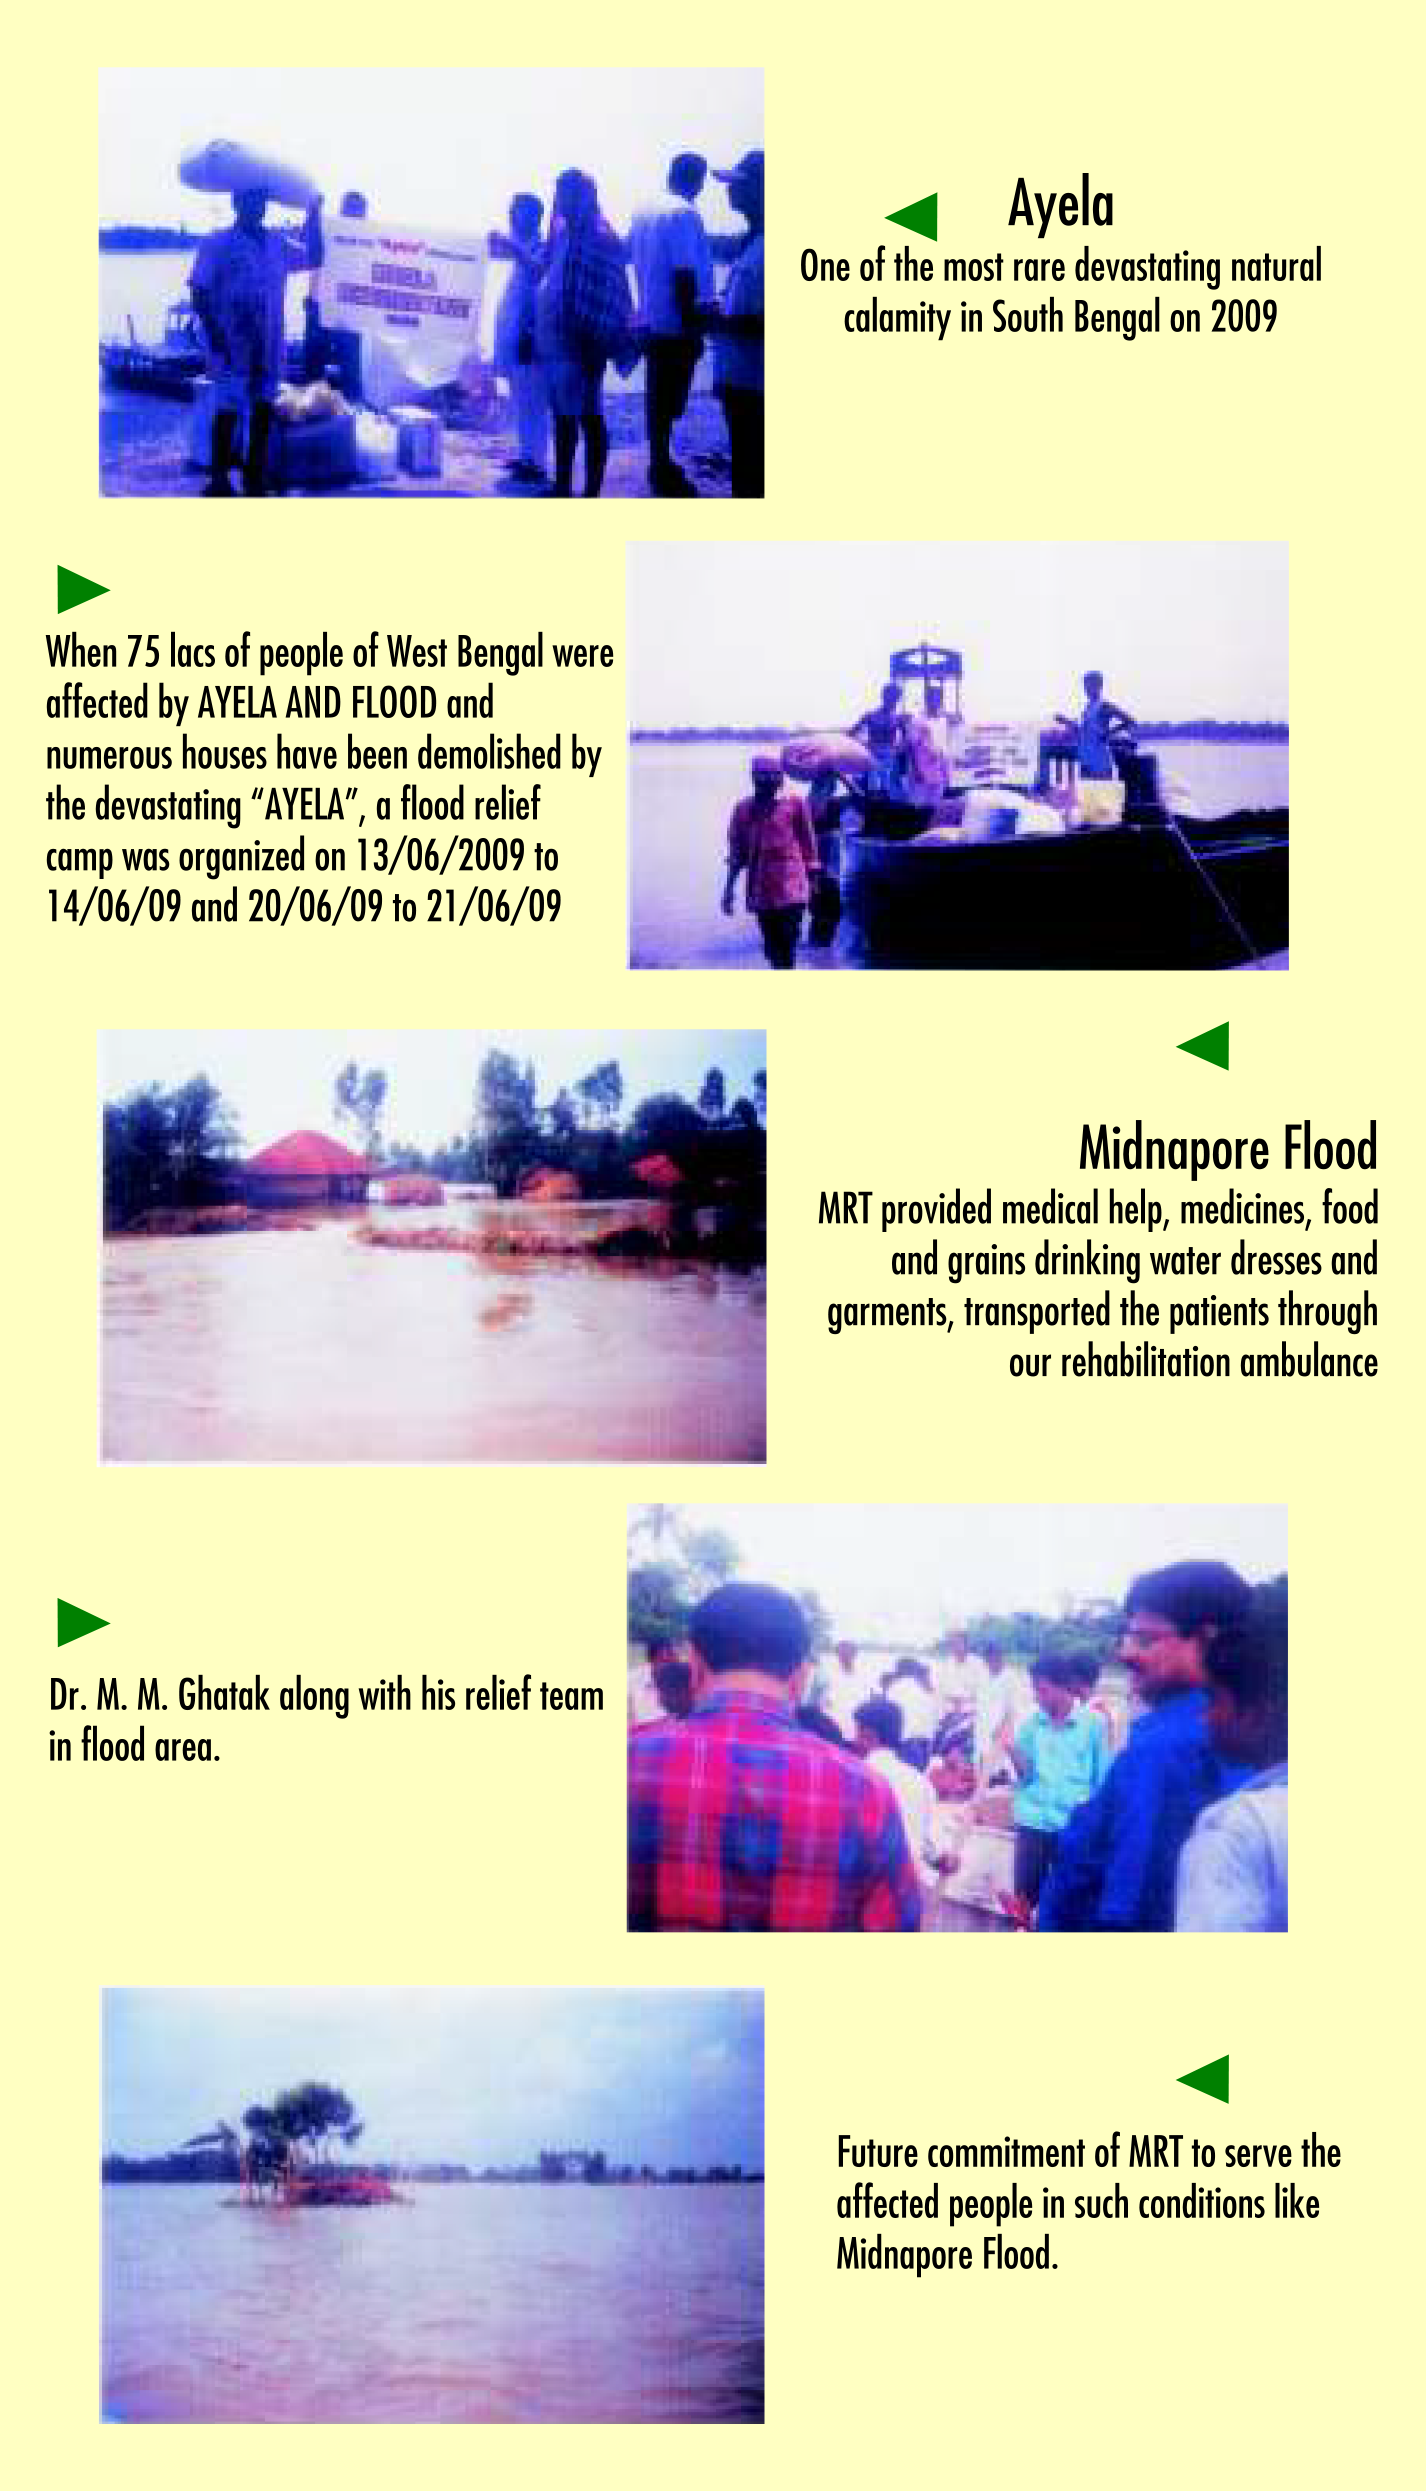 "Ayela"
Ayela
One of the most rare devastating natural
calamity in South Bengal on 2009
When 75 lacs of people of West Bengal were
affected by AYELA AND FLOOD and
numerous houses have been demolished by
the devastating “AYELA”, a flood relief
camp was organized on 13/06/2009 to
14/06/09 and 20/06/09 to 21/06/09
Midnapore Flood
MRT provided medical help, medicines, food
and grains drinking water dresses and
garments, transported the patients through
our rehabilitation ambulance
Dr. M. M. Ghatak along with his relief team
in flood area.
Future commitment of MRT to serve the
affected people in such conditions like
Midnapore Flood.